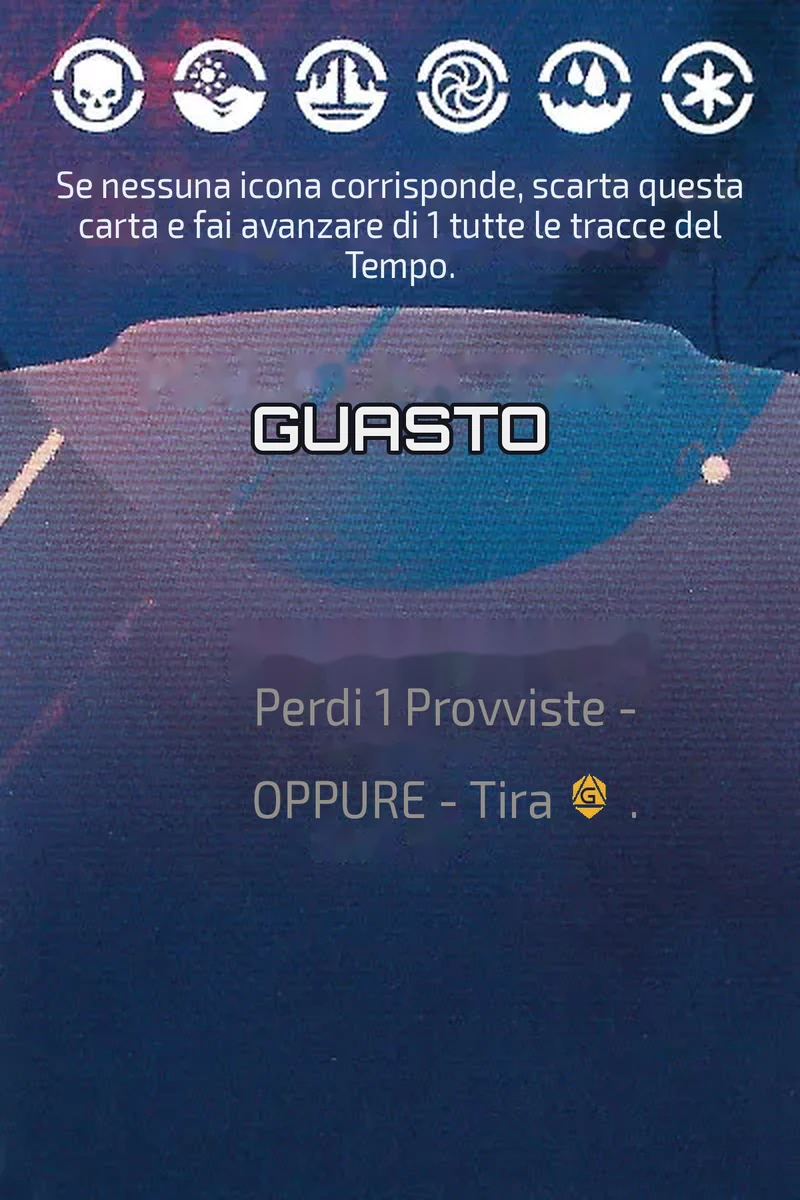 Se nessuna icona corrisponde, scarta questa
carta e fai avanzare di 1 tutte le tracce del
Tempo.
GUASTO
Perdi 1 Provviste -
OPPURE - Tira G .